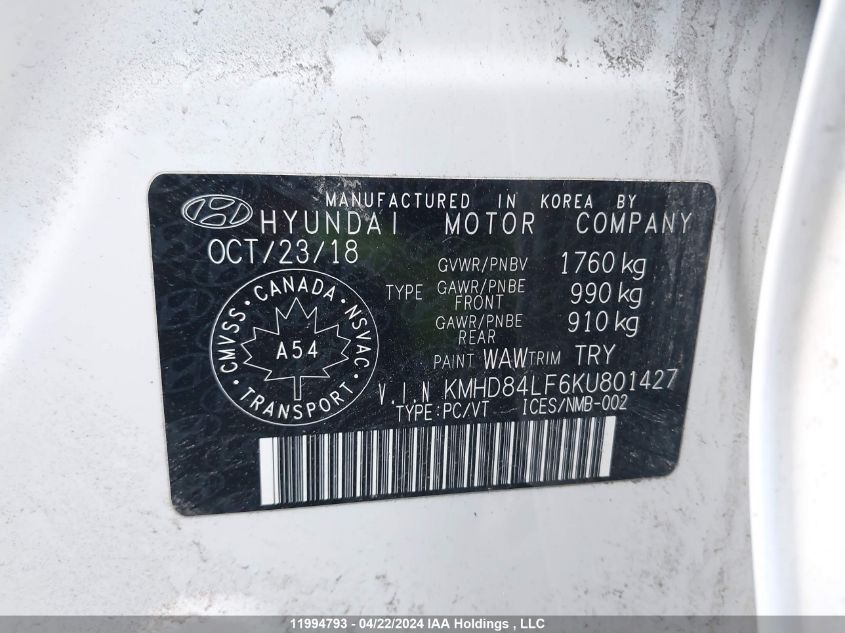 MANUFACTURED IN KOREA BY
HYUNDAI MOTOR COMPANY
OCT/23/18
GVWR/PNBV 1760 kg
TYPE GAWR/PNBE FRONT 990 kg
GAWR/PNBE REAR 910 kg
PAINT WAW TRIM TRY
CMVSS · CANADA · NSVAC · TRANSPORT ·
A54
V.I.N KMHD84LF6KU801427
TYPE:PC/VT ICES/NMB-002
11994793 - 04/22/2024 IAA Holdings , LLC